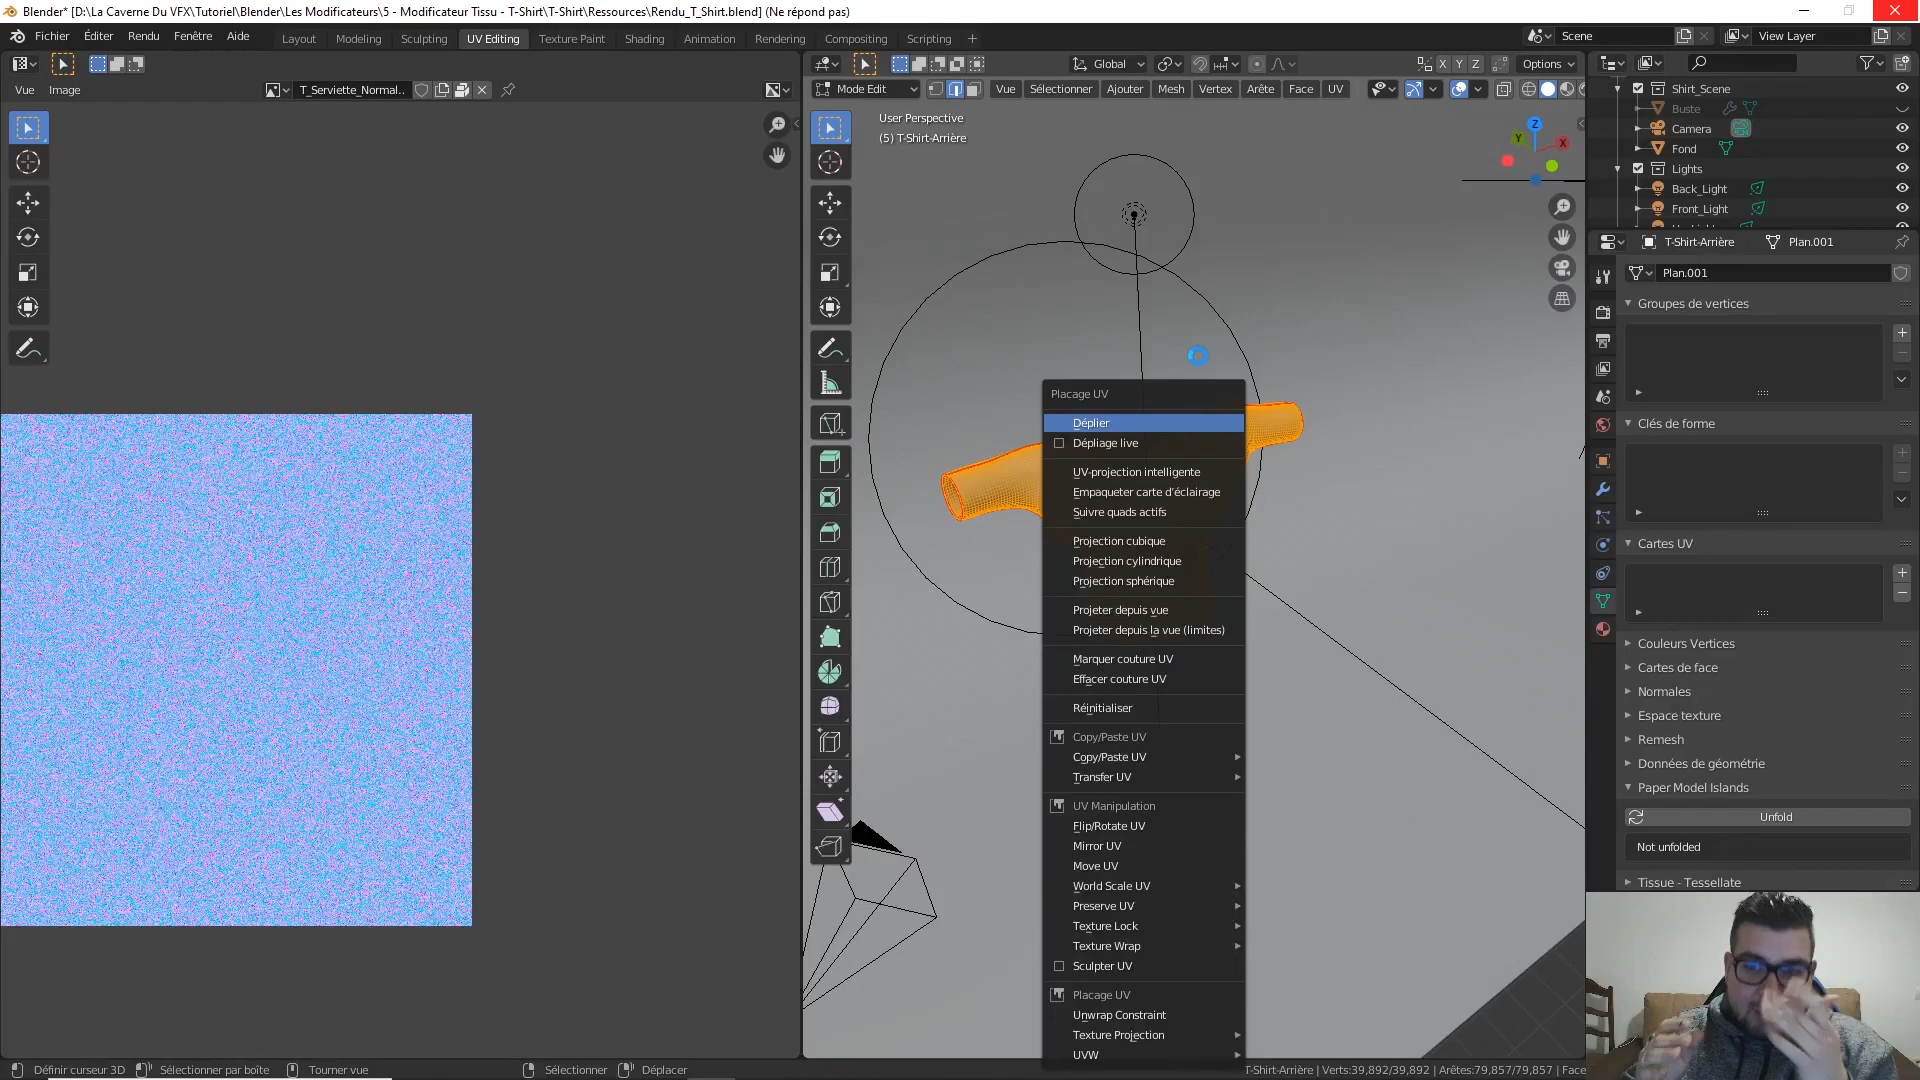 Blender* [D:\La Caverne Du VFX\Tutoriel\Blender\Les Modificateurs\5 - Modificateur Tissu - T-Shirt\T-Shirt\Ressources\Rendu_T_Shirt.blend] (Ne répond pas)
Fichier Éditer Rendu Fenêtre Aide
Layout Modeling Sculpting UV Editing Texture Paint Shading Animation Rendering Compositing Scripting +
Scene View Layer
Global X Y Z Options
Vue Image T_Serviette_Normal..
Mode Edit Vue Sélectionner Ajouter Mesh Vertex Arête Face UV
User Perspective
(5) T-Shirt-Arrière
Z
Y
X
Shirt_Scene
Buste
Camera
Fond
Lights
Back_Light
Front_Light
T-Shirt-Arrière Plan.001
Plan.001
Groupes de vertices
Clés de forme
Cartes UV
Couleurs Vertices
Cartes de face
Normales
Espace texture
Remesh
Données de géométrie
Paper Model Islands
Unfold
Not unfolded
Tissue - Tessellate
Placage UV
Déplier
Dépliage live
UV-projection intelligente
Empaqueter carte d'éclairage
Suivre quads actifs
Projection cubique
Projection cylindrique
Projection sphérique
Projeter depuis vue
Projeter depuis la vue (limites)
Marquer couture UV
Effacer couture UV
Réinitialiser
Copy/Paste UV
Copy/Paste UV
Transfer UV
UV Manipulation
Flip/Rotate UV
Mirror UV
Move UV
World Scale UV
Preserve UV
Texture Lock
Texture Wrap
Sculpter UV
Placage UV
Unwrap Constraint
Texture Projection
UVW
Définir curseur 3D Sélectionner par boîte Tourner vue Sélectionner Déplacer
T-Shirt-Arrière | Verts:39,892/39,892 | Arêtes:79,857/79,857 | Face